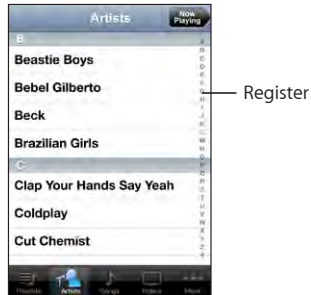 Artists
Now Playing
B
Beastie Boys
Bebel Gilberto
Beck
Brazilian Girls
C
Clap Your Hands Say Yeah
Coldplay
Cut Chemist
Playlists Artists Songs Videos More
Register